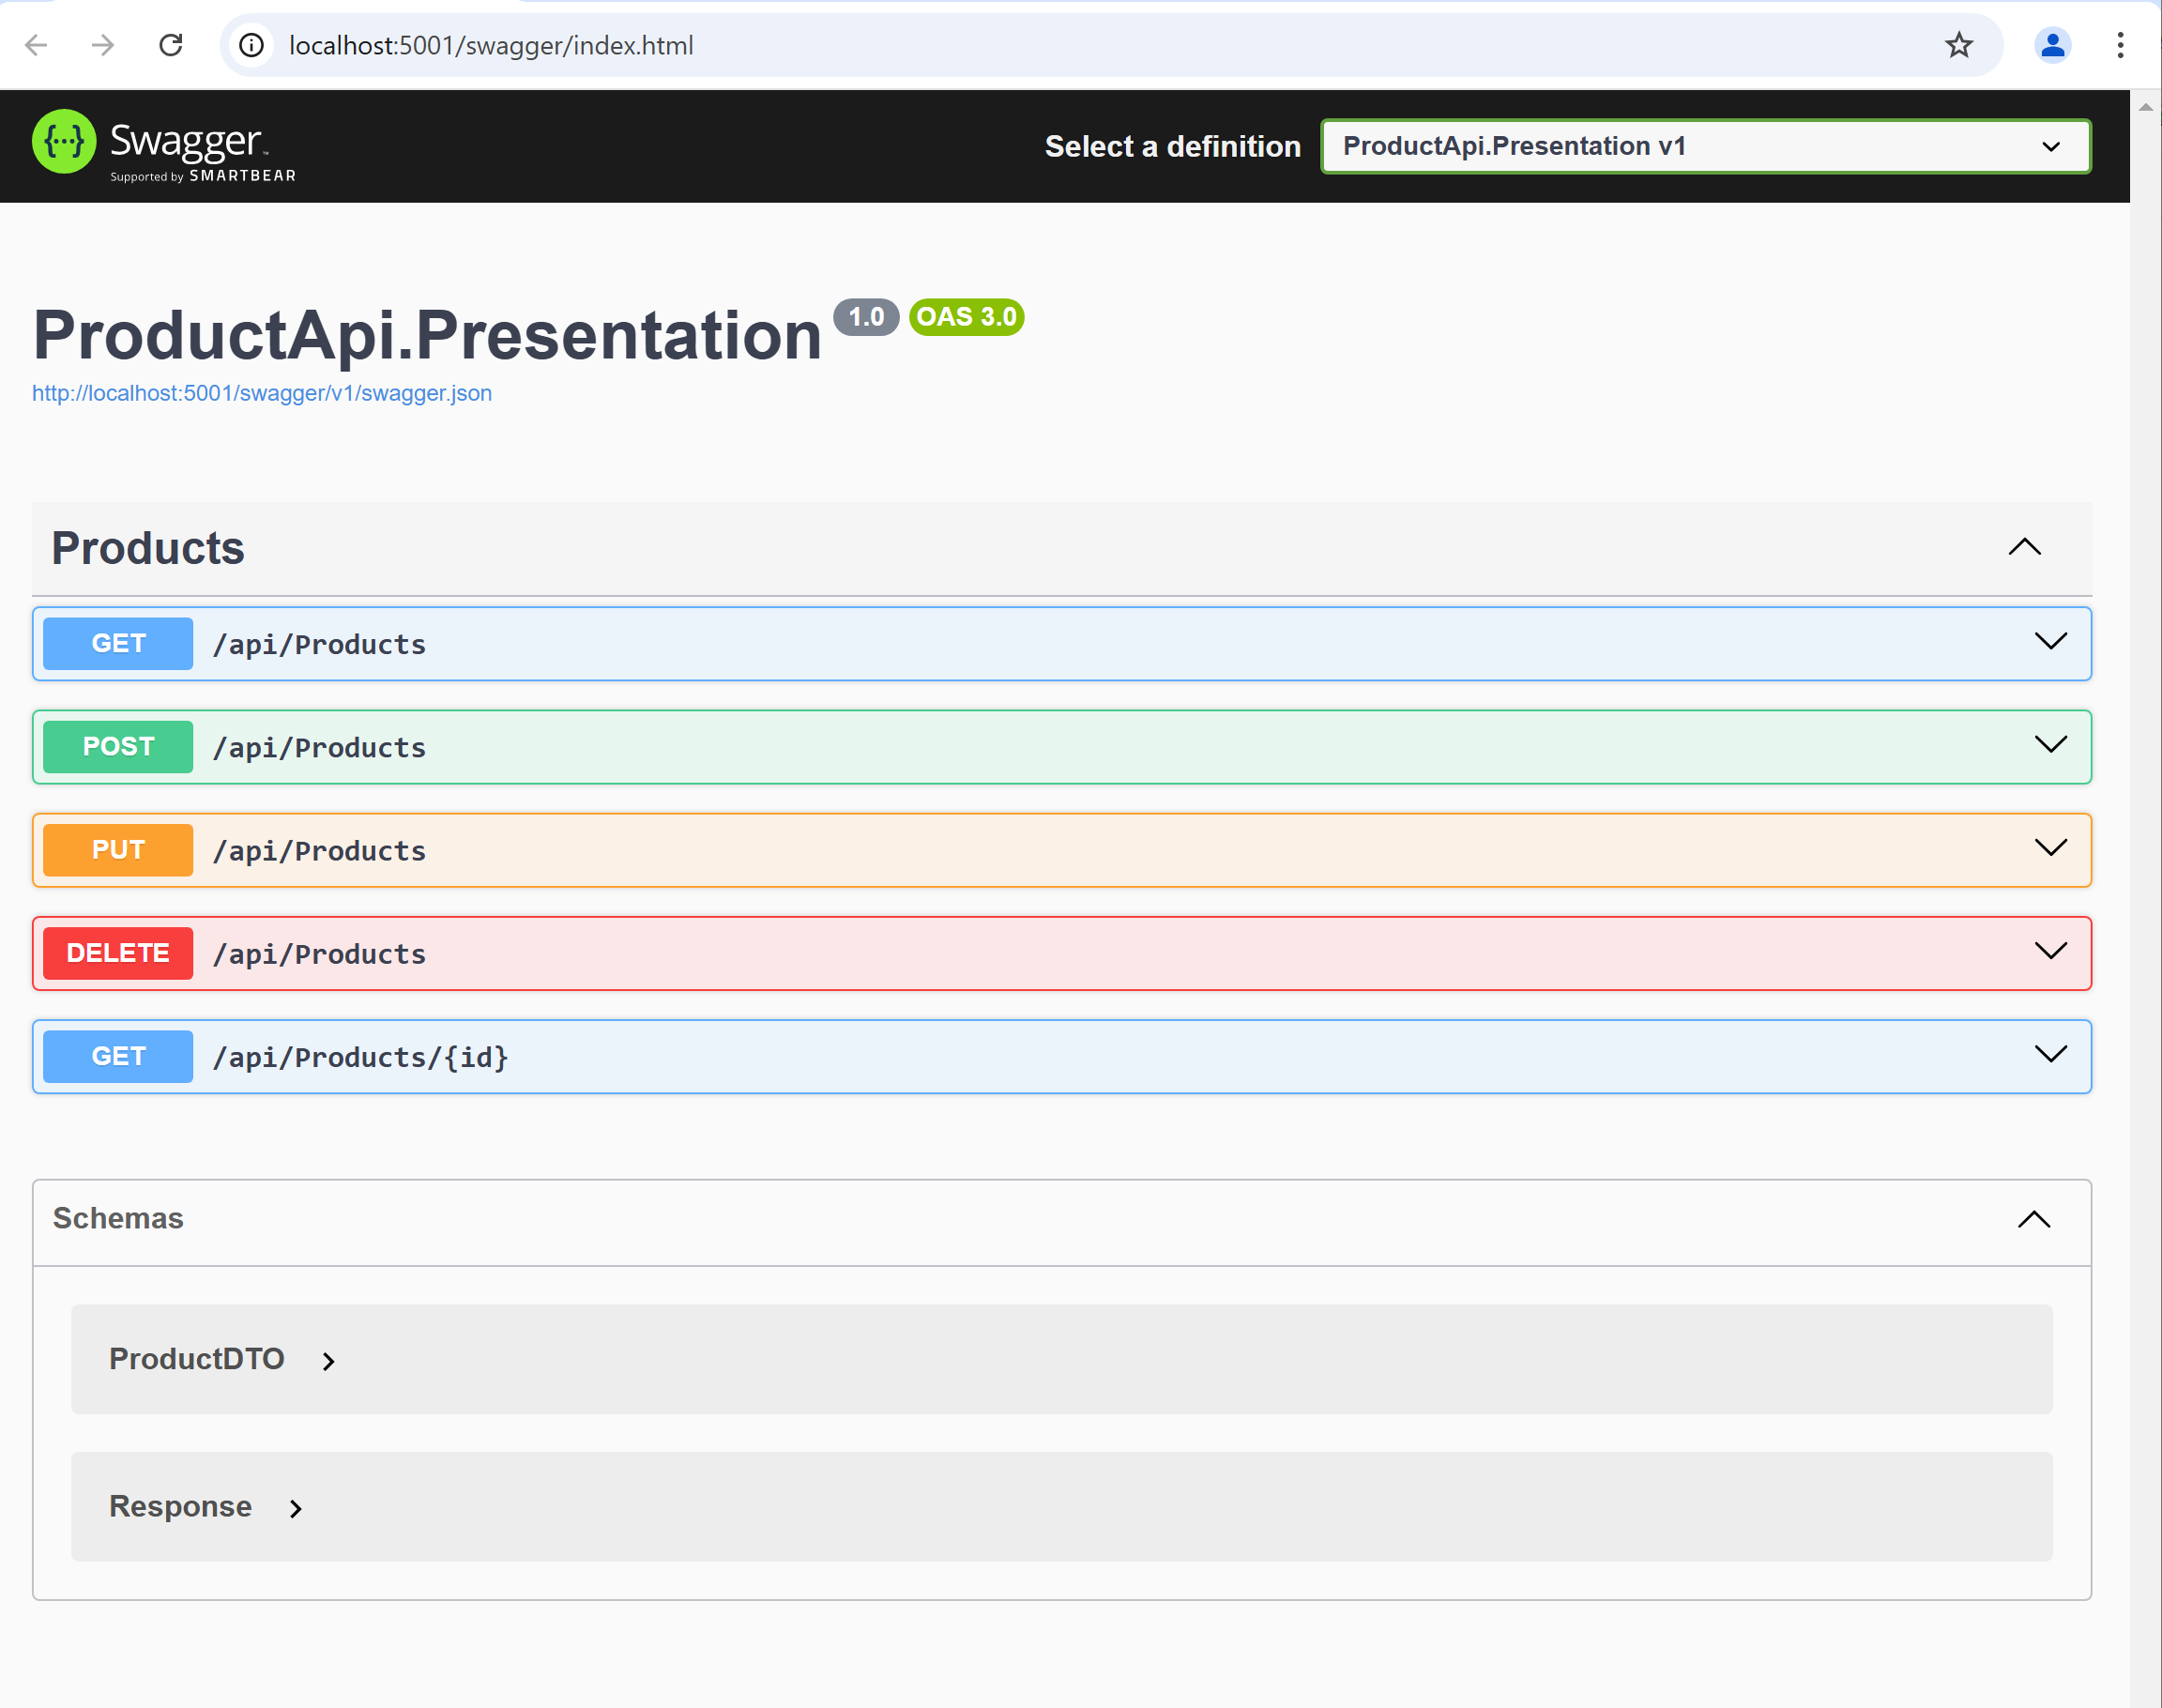 localhost:5001/swagger/index.html
{···} Swagger™
Supported by SMARTBEAR
Select a definition
ProductApi.Presentation v1
ProductApi.Presentation 1.0 OAS 3.0
http://localhost:5001/swagger/v1/swagger.json
Products
GET /api/Products
POST /api/Products
PUT /api/Products
DELETE /api/Products
GET /api/Products/{id}
Schemas
ProductDTO
Response